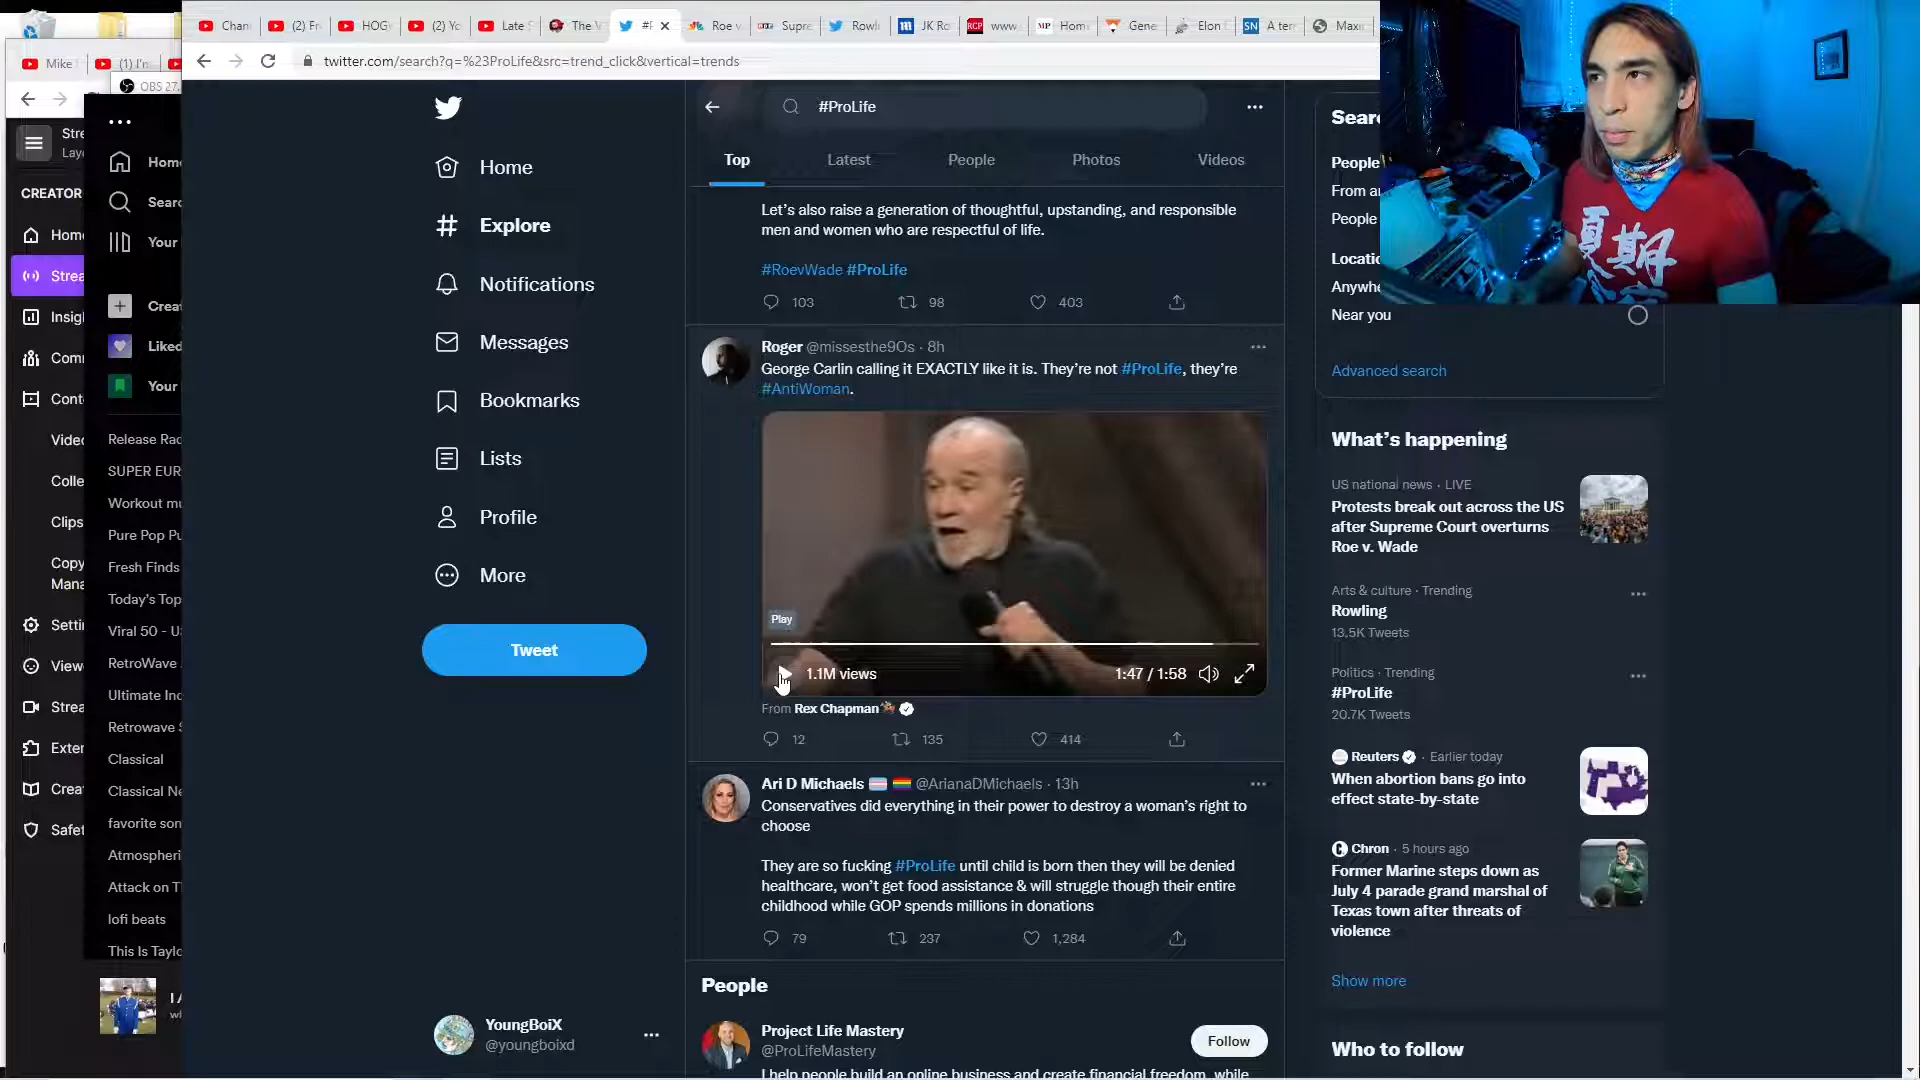 Chan
(2) Fr
HOG
(2) Yo
Late
The V
#P
Roe v
Supre
Rowli
JK Ro
RCP www
MP Hom
Gene
Elon
SN A ter
Maxi
Mike
(1) I'm
OBS 27.
twitter.com/search?q=%23ProLife&src=trend_click&vertical=trends
Stre
Layo
CREATOR
Home
Strea
Insig
Comm
Conte
Video
Colle
Clips
Copy
Mana
Setti
View
Strea
Exten
Crea
Safet
Home
Searc
Your
Creat
Liked
Your
Release Rad
SUPER EUR
Workout mu
Pure Pop Pu
Fresh Finds
Today's Top
Viral 50 - U
RetroWave
Ultimate Ind
Retrowave S
Classical
Classical Ne
favorite son
Atmospheri
Attack on T
lofi beats
This Is Taylo
Home
Explore
Notifications
Messages
Bookmarks
Lists
Profile
More
Tweet
YoungBoiX
@youngboixd
#ProLife
Top
Latest
People
Photos
Videos
Let's also raise a generation of thoughtful, upstanding, and responsible
men and women who are respectful of life.
#RoevWade #ProLife
103
98
403
Roger @missesthe90s · 8h
George Carlin calling it EXACTLY like it is. They're not #ProLife, they're
#AntiWoman.
Play
1.1M views
1:47 / 1:58
From Rex Chapman
12
135
414
Ari D Michaels @ArianaDMichaels · 13h
Conservatives did everything in their power to destroy a woman's right to
choose
They are so fucking #ProLife until child is born then they will be denied
healthcare, won't get food assistance & will struggle though their entire
childhood while GOP spends millions in donations
79
237
1,284
People
Project Life Mastery
@ProLifeMastery
Follow
I help people build an online business and create financial freedom, while
Searc
People
From an
People
Locatio
Anywhe
Near you
Advanced search
What's happening
US national news · LIVE
Protests break out across the US
after Supreme Court overturns
Roe v. Wade
Arts & culture · Trending
Rowling
13.5K Tweets
Politics · Trending
#ProLife
20.7K Tweets
Reuters · Earlier today
When abortion bans go into
effect state-by-state
Chron · 5 hours ago
Former Marine steps down as
July 4 parade grand marshal of
Texas town after threats of
violence
Show more
Who to follow